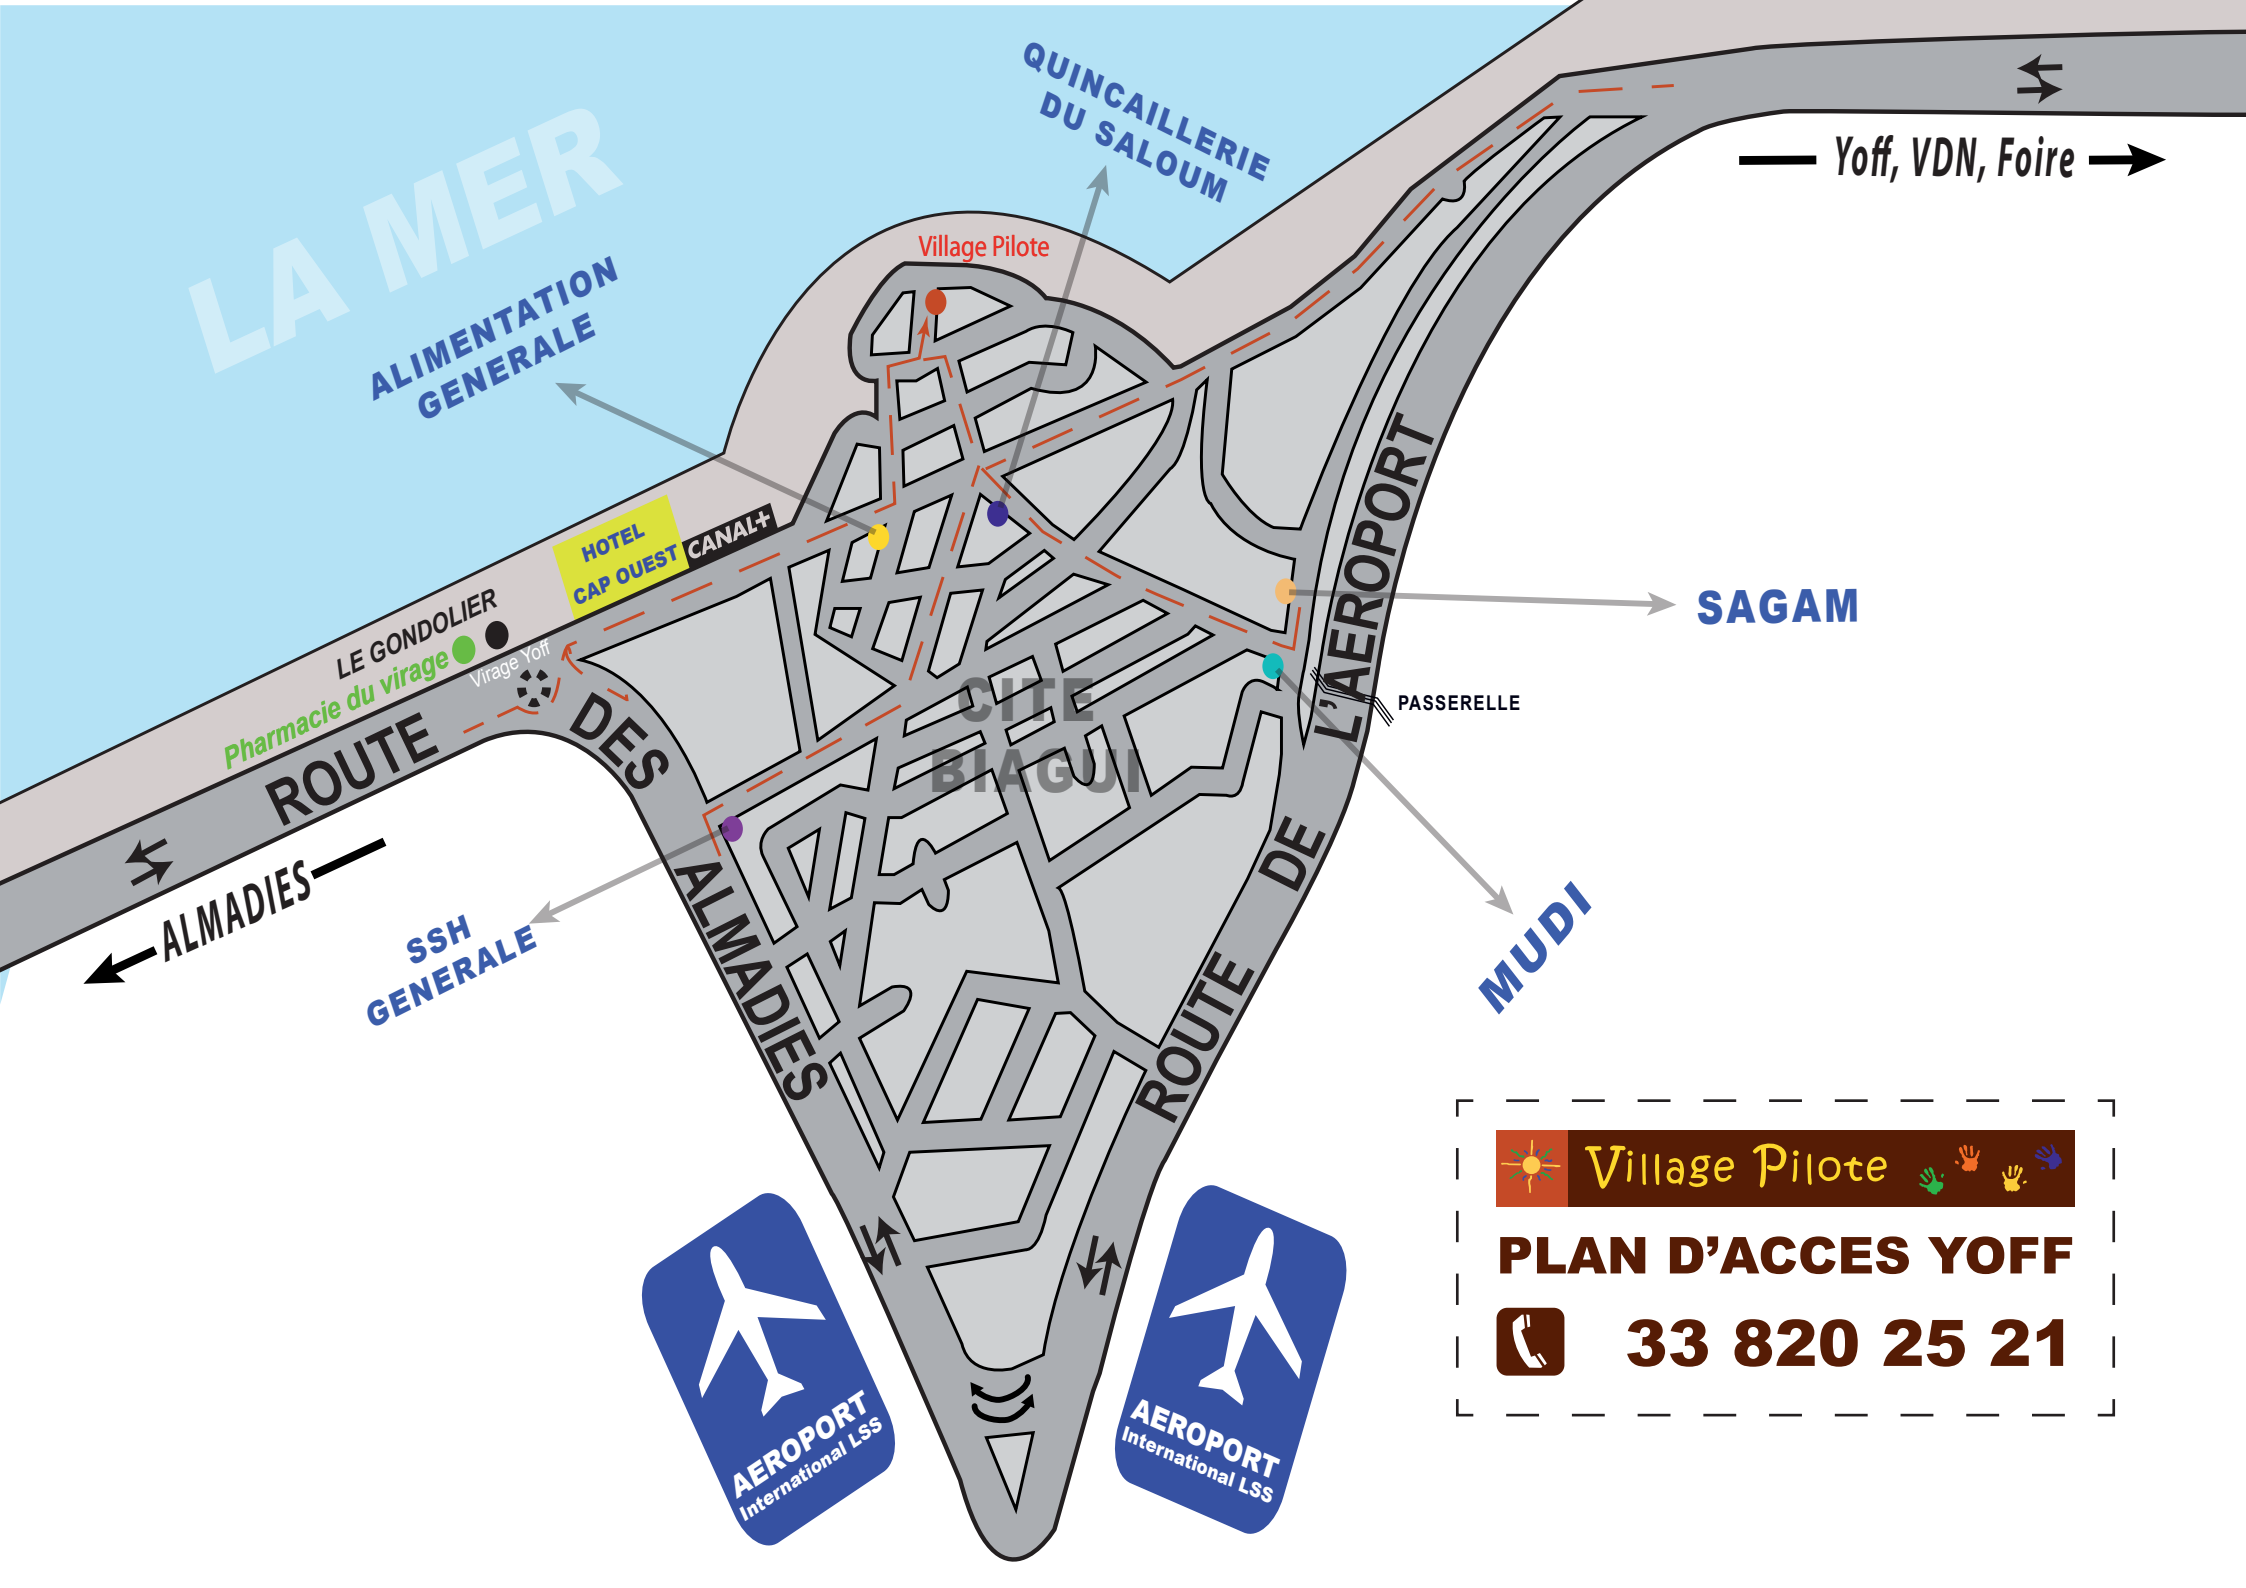 LA MER
QUINCAILLERIE
DU SALOUM
Yoff, VDN, Foire
Village Pilote
ALIMENTATION
GENERALE
HOTEL
CAP OUEST
CANAL+
LE GONDOLIER
Pharmacie du virage
Virage Yoff
ROUTE DES ALMADIES
ALMADIES
SSH
GENERALE
CITE
BIAGUI
SAGAM
PASSERELLE
MUDI
ROUTE DE L'AEROPORT
AEROPORT
International LSS
AEROPORT
International LSS
Village Pilote
PLAN D'ACCES YOFF
33 820 25 21